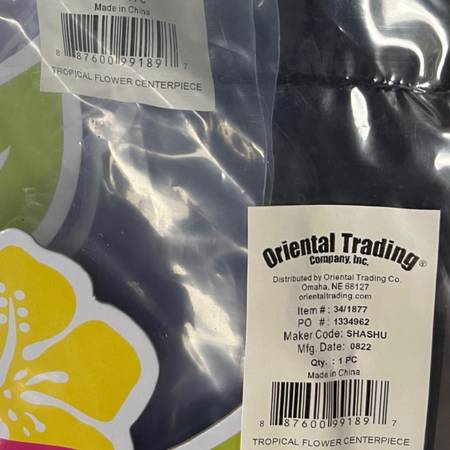 1 PC
Made in China
8 87600 99189 7
TROPICAL FLOWER CENTERPIECE
Oriental Trading
Company, Inc.
Distributed by Oriental Trading Co.
Omaha, NE 68127
orientaltrading.com
Item # : 34/1877
PO # : 1334962
Maker Code: SHASHU
Mfg. Date: 0822
Qty. : 1 PC
Made in China
8 87600 99189 7
TROPICAL FLOWER CENTERPIECE